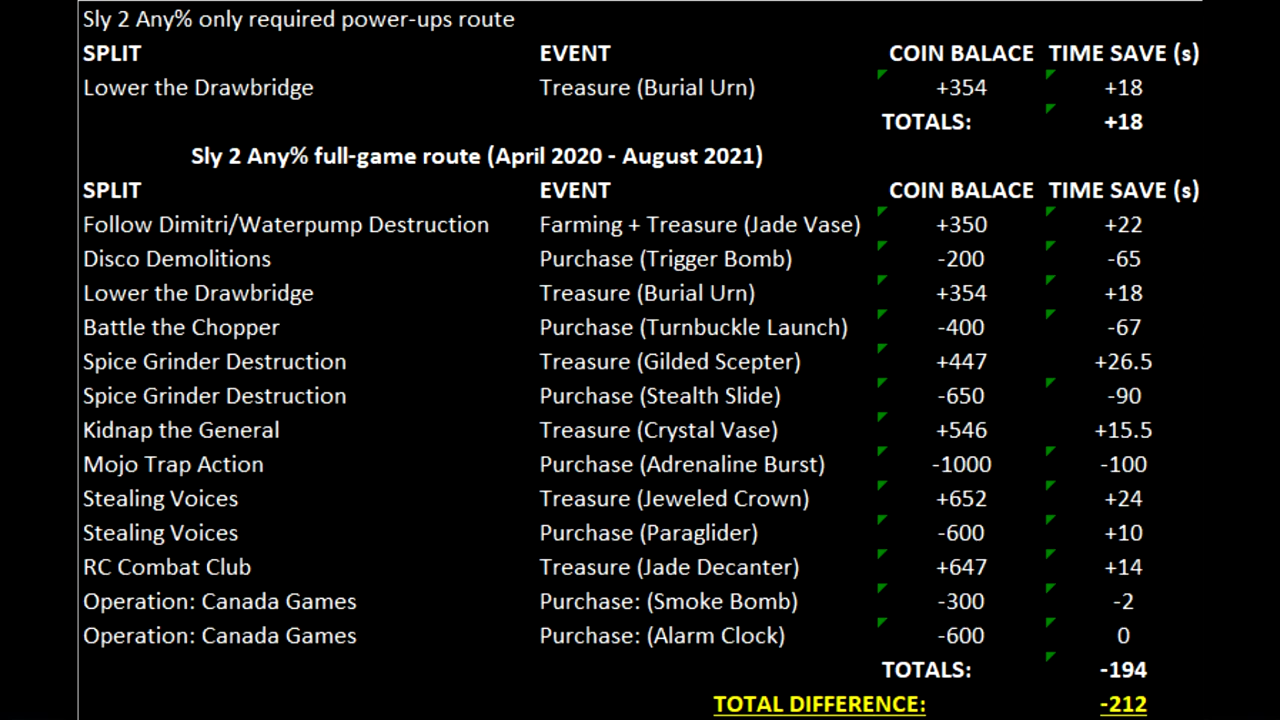 Sly 2 Any% only required power-ups route
SPLIT EVENT COIN BALACE TIME SAVE (s)
Lower the Drawbridge Treasure (Burial Urn) +354 +18
TOTALS: +18
Sly 2 Any% full-game route (April 2020 - August 2021)
SPLIT EVENT COIN BALACE TIME SAVE (s)
Follow Dimitri/Waterpump Destruction Farming + Treasure (Jade Vase) +350 +22
Disco Demolitions Purchase (Trigger Bomb) -200 -65
Lower the Drawbridge Treasure (Burial Urn) +354 +18
Battle the Chopper Purchase (Turnbuckle Launch) -400 -67
Spice Grinder Destruction Treasure (Gilded Scepter) +447 +26.5
Spice Grinder Destruction Purchase (Stealth Slide) -650 -90
Kidnap the General Treasure (Crystal Vase) +546 +15.5
Mojo Trap Action Purchase (Adrenaline Burst) -1000 -100
Stealing Voices Treasure (Jeweled Crown) +652 +24
Stealing Voices Purchase (Paraglider) -600 +10
RC Combat Club Treasure (Jade Decanter) +647 +14
Operation: Canada Games Purchase: (Smoke Bomb) -300 -2
Operation: Canada Games Purchase: (Alarm Clock) -600 0
TOTALS: -194
TOTAL DIFFERENCE: -212